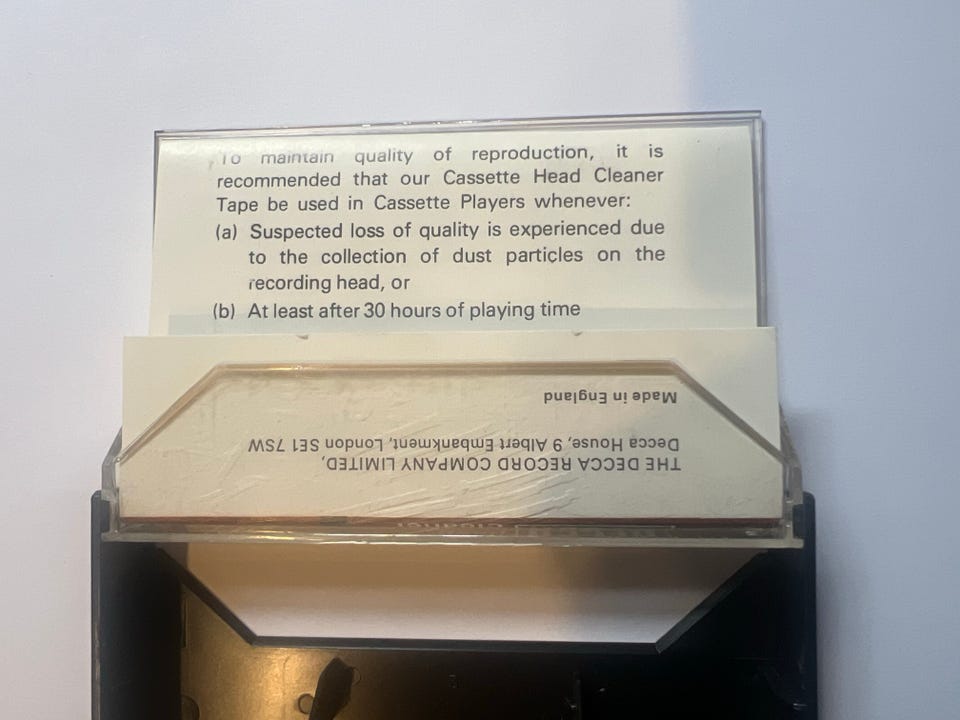 To maintain quality of reproduction, it is
recommended that our Cassette Head Cleaner
Tape be used in Cassette Players whenever:
(a) Suspected loss of quality is experienced due
to the collection of dust particles on the
recording head, or
(b) At least after 30 hours of playing time
THE DECCA RECORD COMPANY LIMITED,
Decca House, 9 Albert Embankment, London SE1 7SW
Made in England